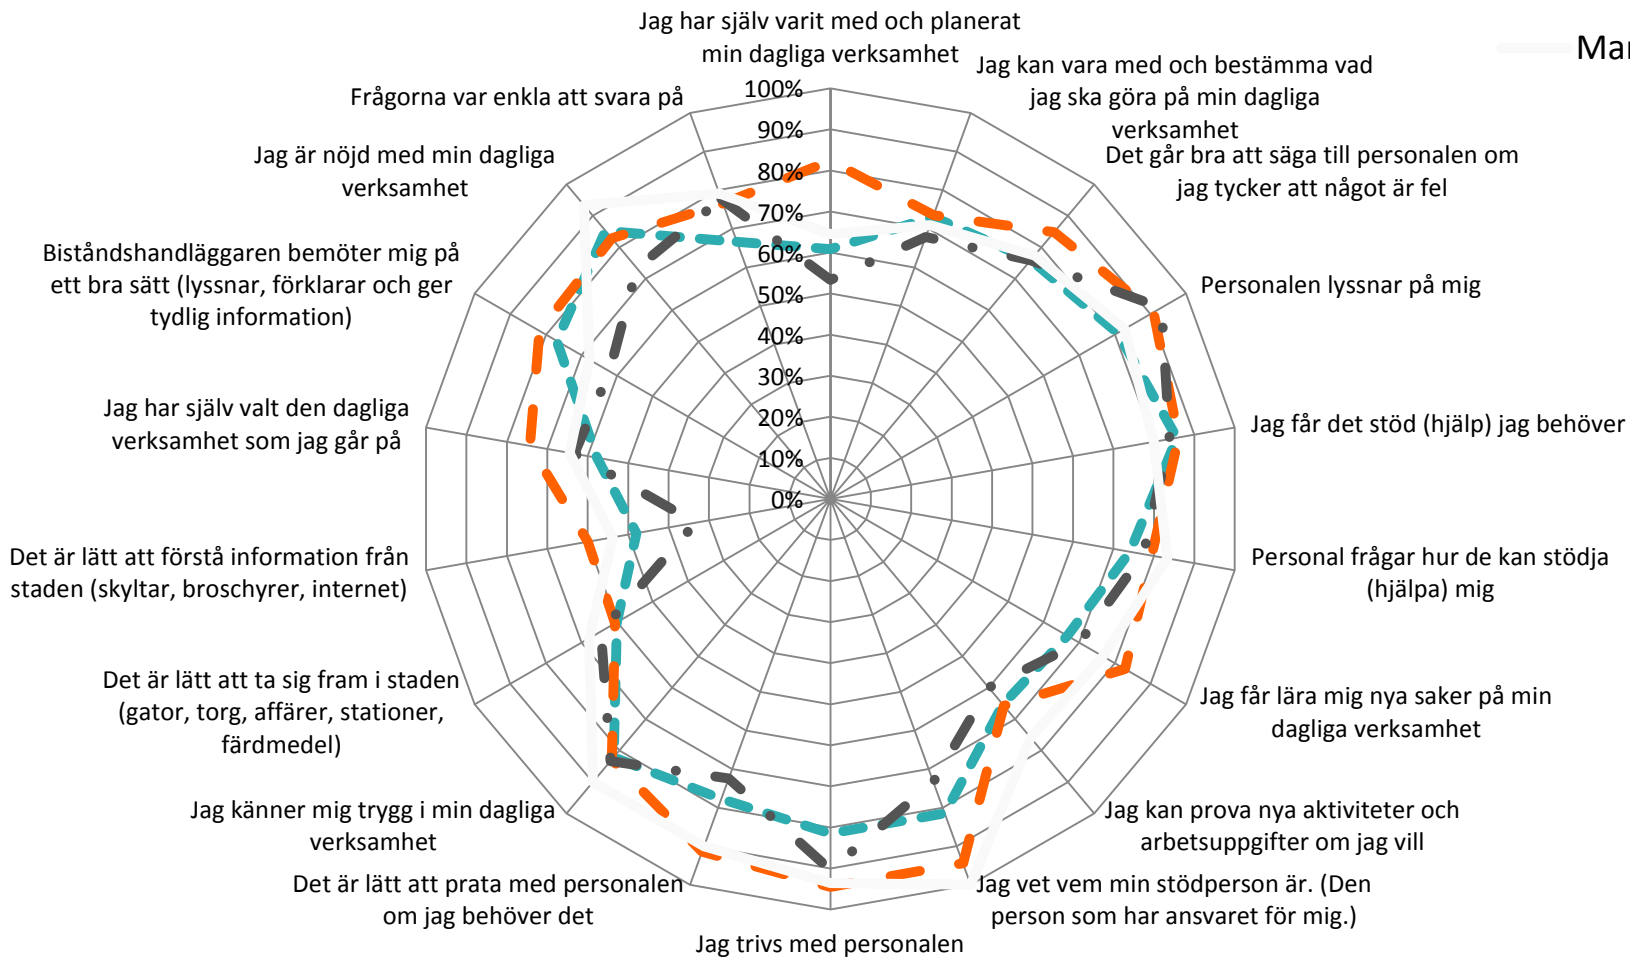 Jag har själv varit med och planerat
min dagliga verksamhet
Jag kan vara med och bestämma vad
jag ska göra på min dagliga
verksamhet
Det går bra att säga till personalen om
jag tycker att något är fel
Personalen lyssnar på mig
Jag får det stöd (hjälp) jag behöver
Personal frågar hur de kan stödja
(hjälpa) mig
Jag får lära mig nya saker på min
dagliga verksamhet
Jag kan prova nya aktiviteter och
arbetsuppgifter om jag vill
Jag vet vem min stödperson är. (Den
person som har ansvaret för mig.)
Jag trivs med personalen
Det är lätt att prata med personalen
om jag behöver det
Jag känner mig trygg i min dagliga
verksamhet
Det är lätt att ta sig fram i staden
(gator, torg, affärer, stationer,
färdmedel)
Det är lätt att förstå information från
staden (skyltar, broschyrer, internet)
Jag har själv valt den dagliga
verksamhet som jag går på
Biståndshandläggaren bemöter mig på
ett bra sätt (lyssnar, förklarar och ger
tydlig information)
Jag är nöjd med min dagliga
verksamhet
Frågorna var enkla att svara på
100%
90%
80%
70%
60%
50%
40%
30%
20%
10%
0%